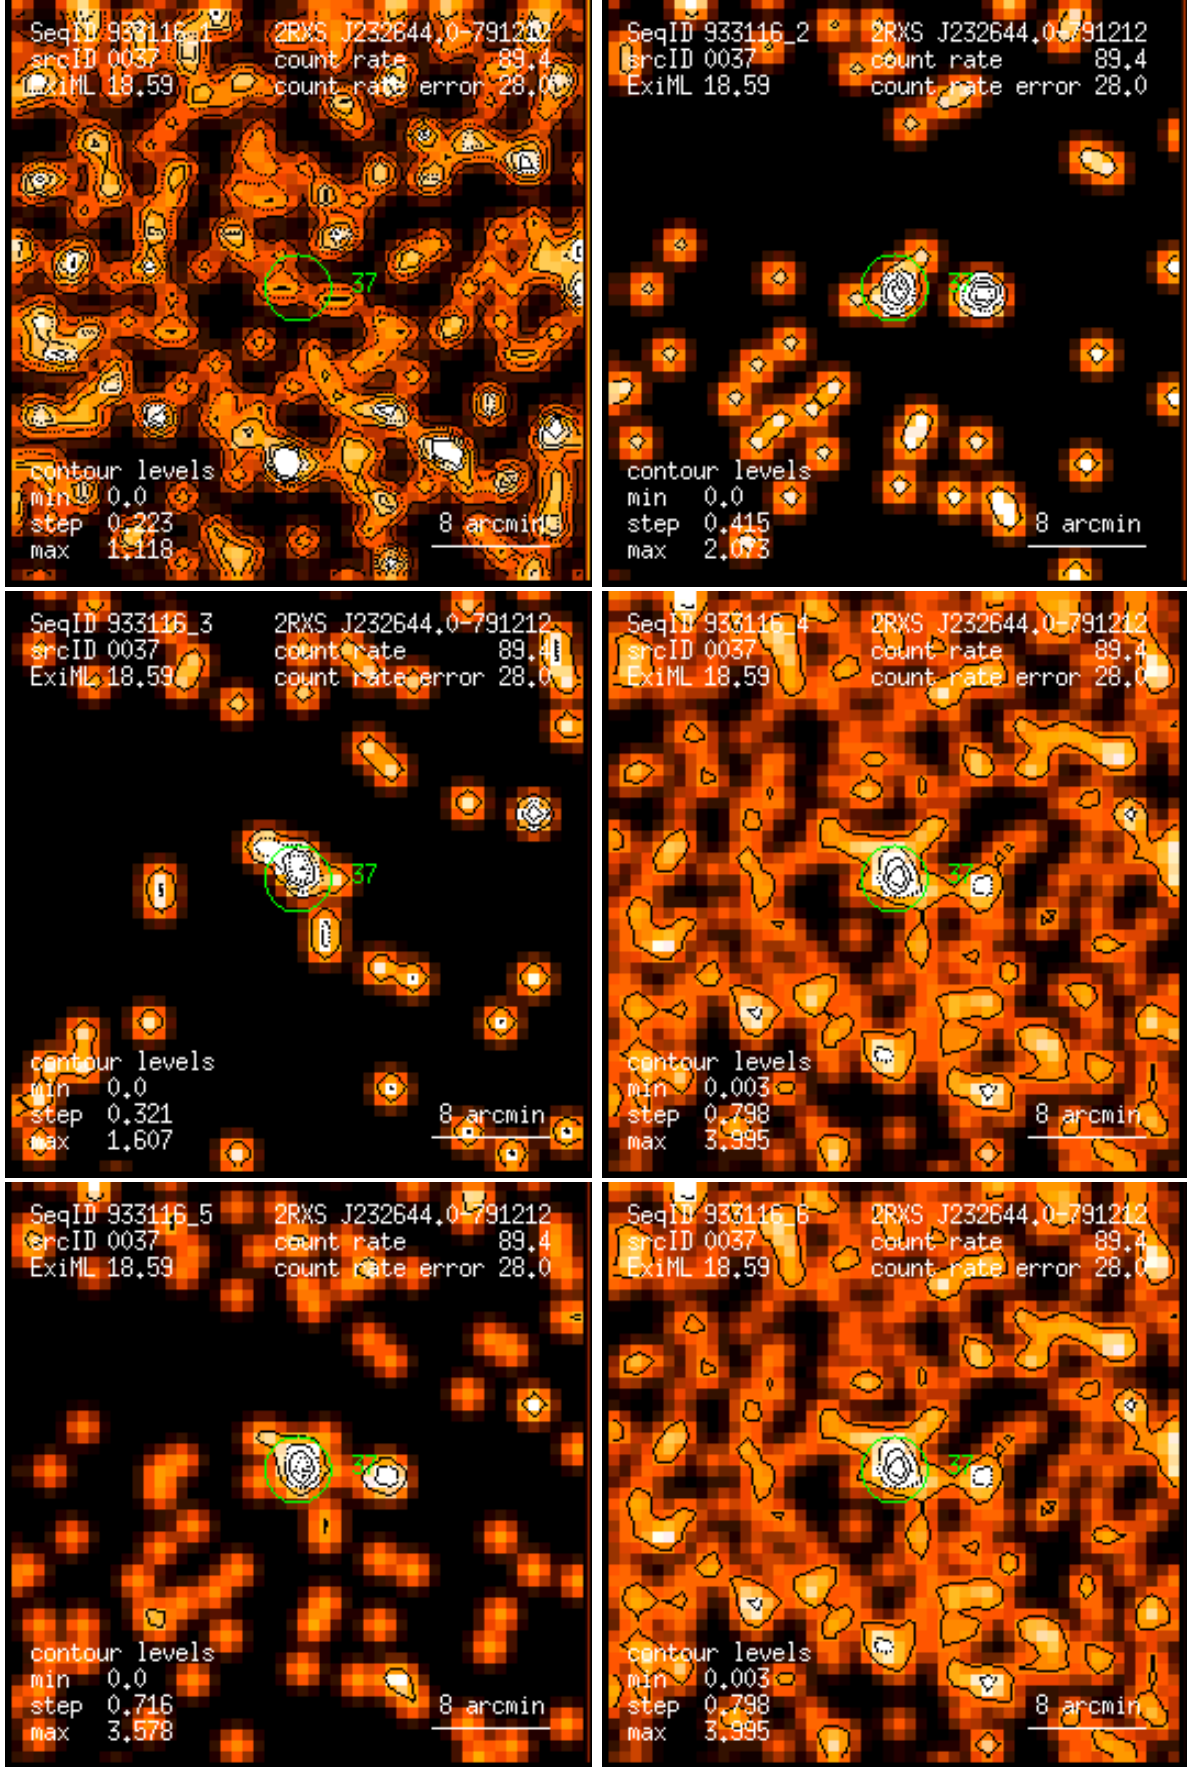 SeqID 933116_1 2RXS J232644.0-791212
srcID 0037 count rate 89.4
ExiML 18.59 count rate error 28.0
37
contour levels
min 0.0
step 0.223
max 1.118
8 arcmin
SeqID 933116_2 2RXS J232644.0-791212
srcID 0037 count rate 89.4
ExiML 18.59 count rate error 28.0
37
contour levels
min 0.0
step 0.415
max 2.073
8 arcmin
SeqID 933116_3 2RXS J232644.0-791212
srcID 0037 count rate 89.4
ExiML 18.59 count rate error 28.0
37
contour levels
min 0.0
step 0.321
max 1.607
8 arcmin
SeqID 933116_4 2RXS J232644.0-791212
srcID 0037 count rate 89.4
ExiML 18.59 count rate error 28.0
37
contour levels
min 0.003
step 0.798
max 3.995
8 arcmin
SeqID 933116_5 2RXS J232644.0-791212
srcID 0037 count rate 89.4
ExiML 18.59 count rate error 28.0
37
contour levels
min 0.0
step 0.716
max 3.578
8 arcmin
SeqID 933116_6 2RXS J232644.0-791212
srcID 0037 count rate 89.4
ExiML 18.59 count rate error 28.0
37
contour levels
min 0.003
step 0.798
max 3.995
8 arcmin